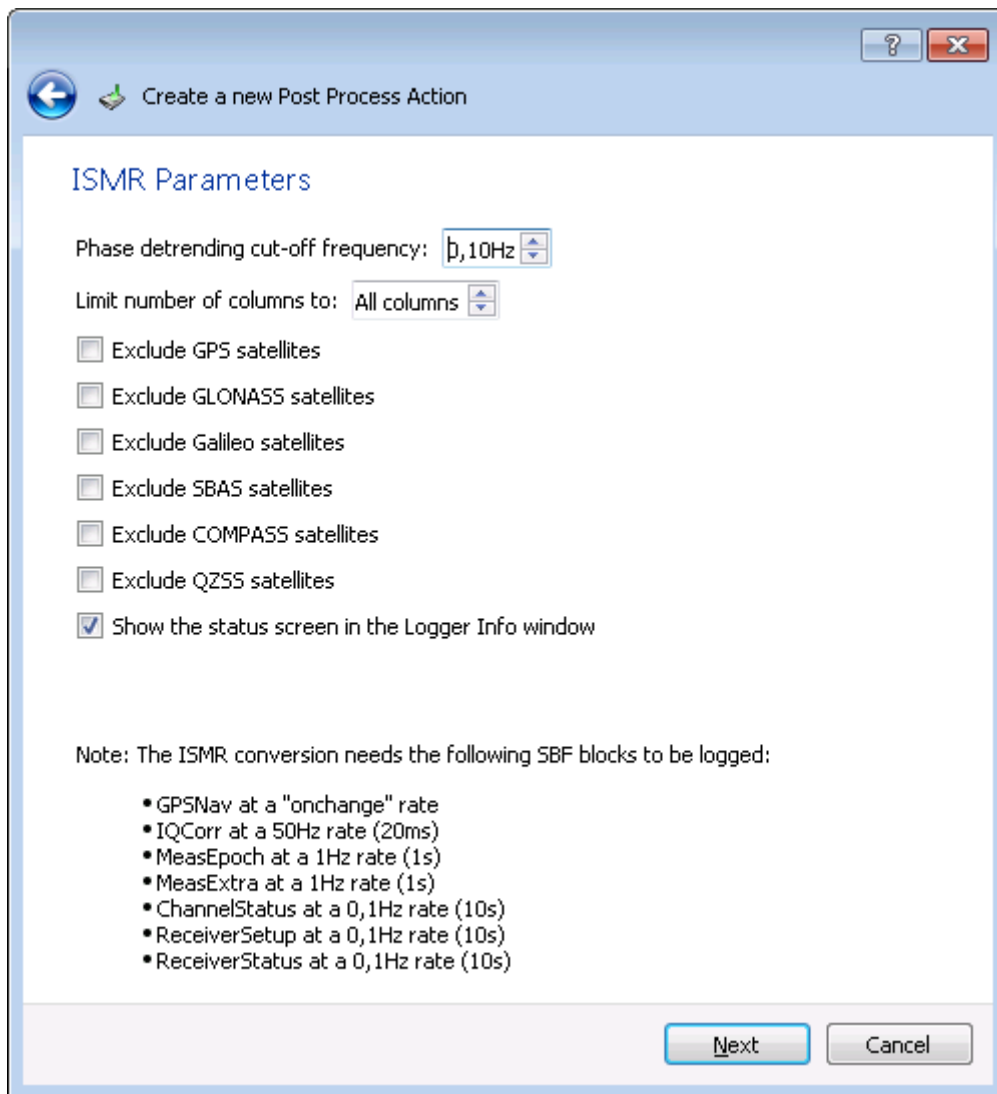 Create a new Post Process Action
ISMR Parameters
Phase detrending cut-off frequency: 0,10Hz
Limit number of columns to: All columns
Exclude GPS satellites
Exclude GLONASS satellites
Exclude Galileo satellites
Exclude SBAS satellites
Exclude COMPASS satellites
Exclude QZSS satellites
Show the status screen in the Logger Info window
Note: The ISMR conversion needs the following SBF blocks to be logged:
• GPSNav at a "onchange" rate
• IQCorr at a 50Hz rate (20ms)
• MeasEpoch at a 1Hz rate (1s)
• MeasExtra at a 1Hz rate (1s)
• ChannelStatus at a 0,1Hz rate (10s)
• ReceiverSetup at a 0,1Hz rate (10s)
• ReceiverStatus at a 0,1Hz rate (10s)
Next Cancel